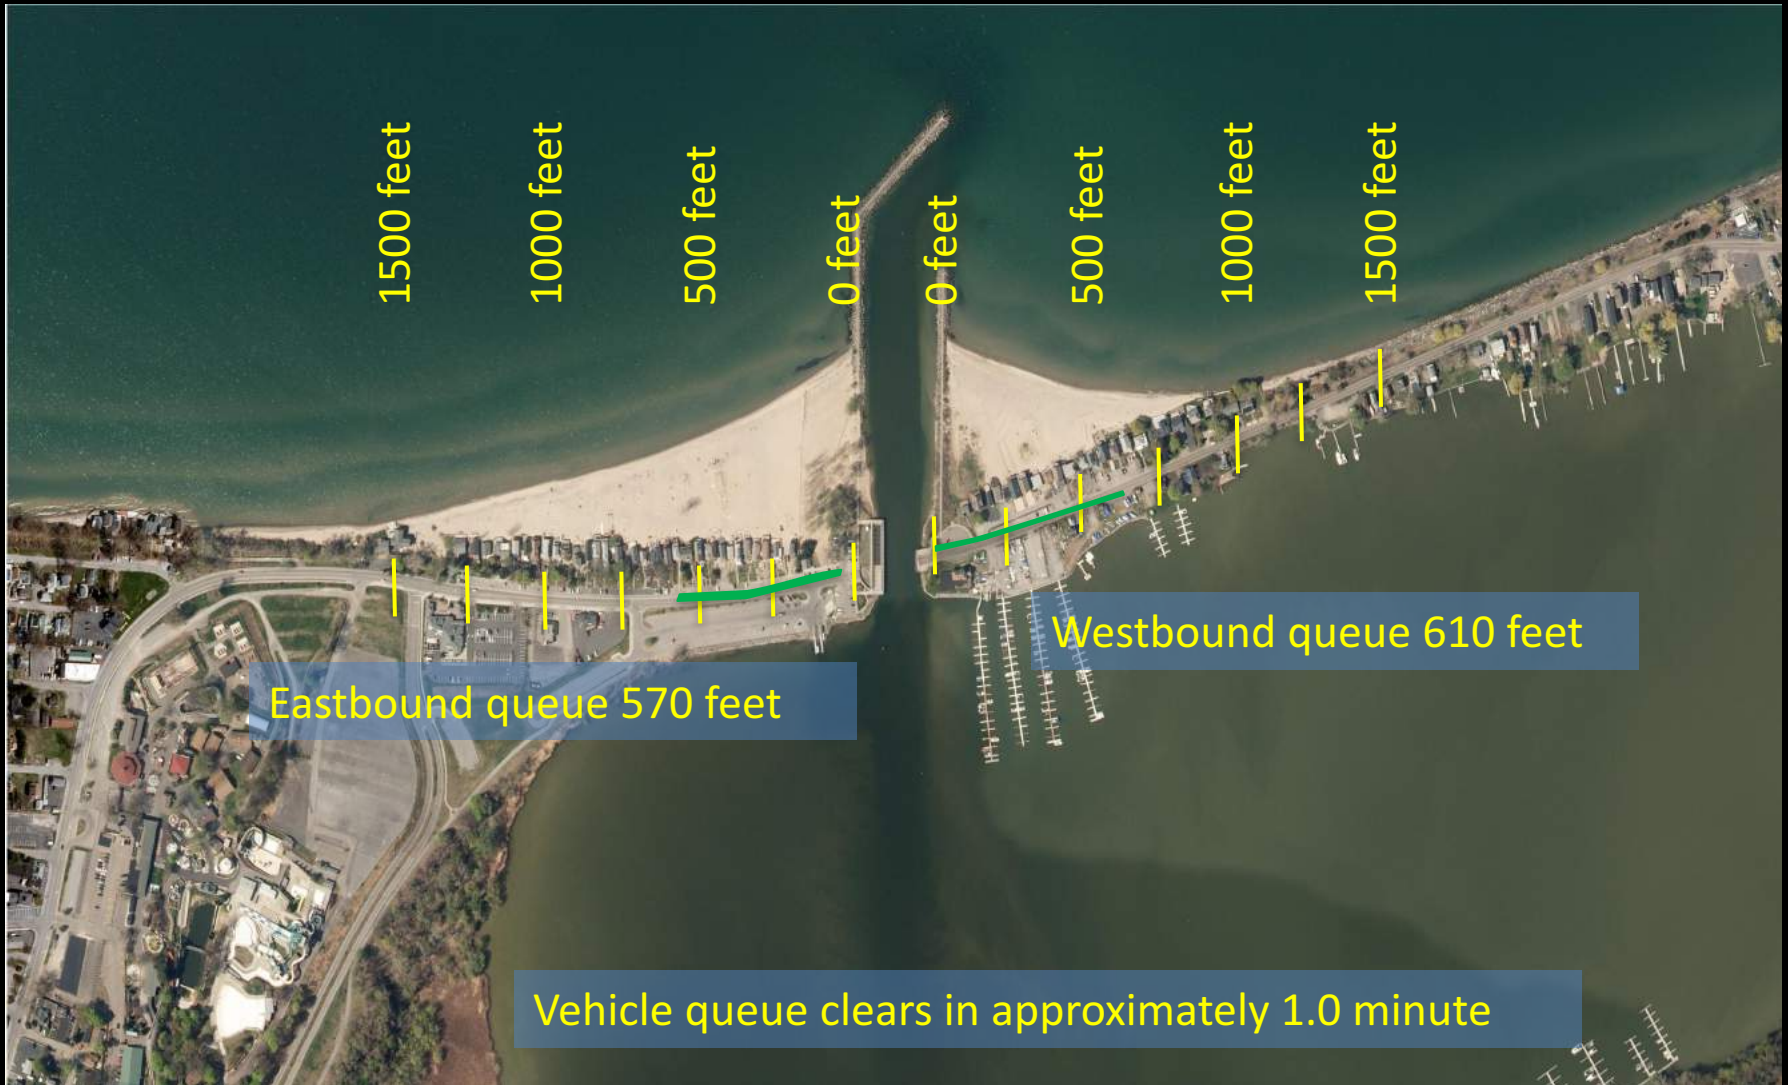 1500 feet
1000 feet
500 feet
0 feet
0 feet
500 feet
1000 feet
1500 feet
Westbound queue 610 feet
Eastbound queue 570 feet
Vehicle queue clears in approximately 1.0 minute